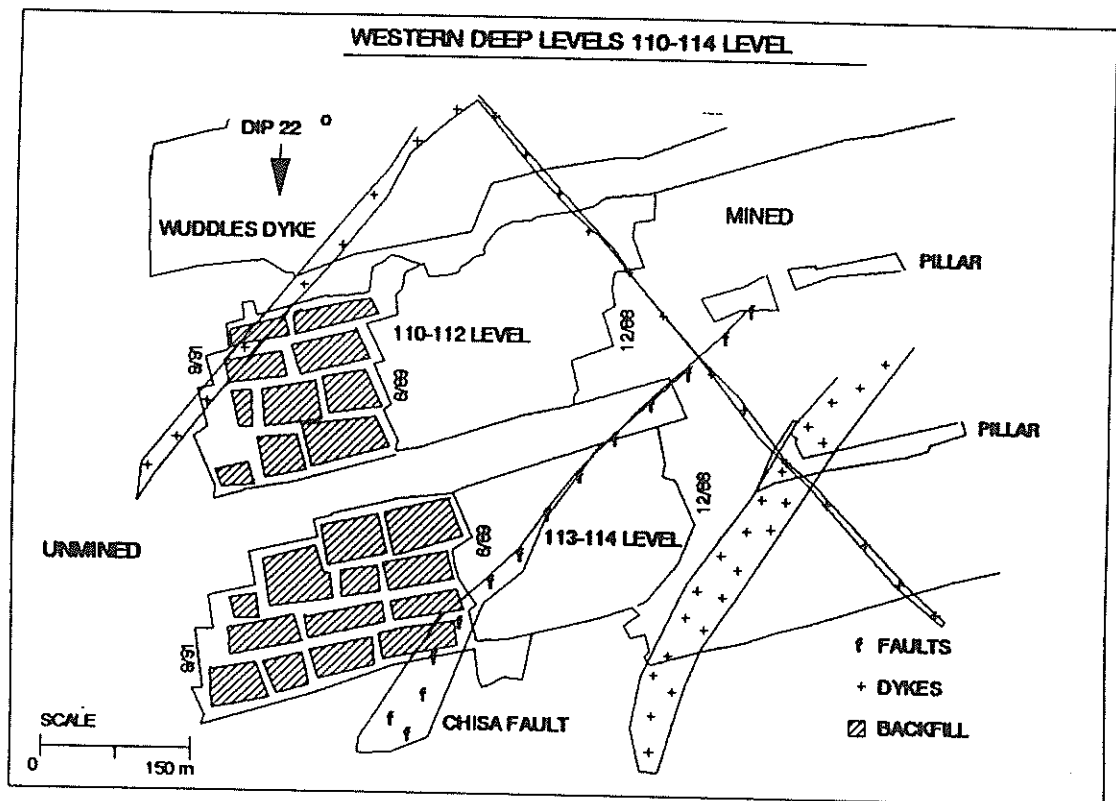 WESTERN DEEP LEVELS 110-114 LEVEL
DIP 22 o
WUDDLES DYKE
MINED
PILLAR
110-112 LEVEL
12/88
8/91
6/89
PILLAR
12/88
UNMINED
113-114 LEVEL
6/89
8/91
f FAULTS
+ DYKES
BACKFILL
CHISA FAULT
SCALE
0 150 m